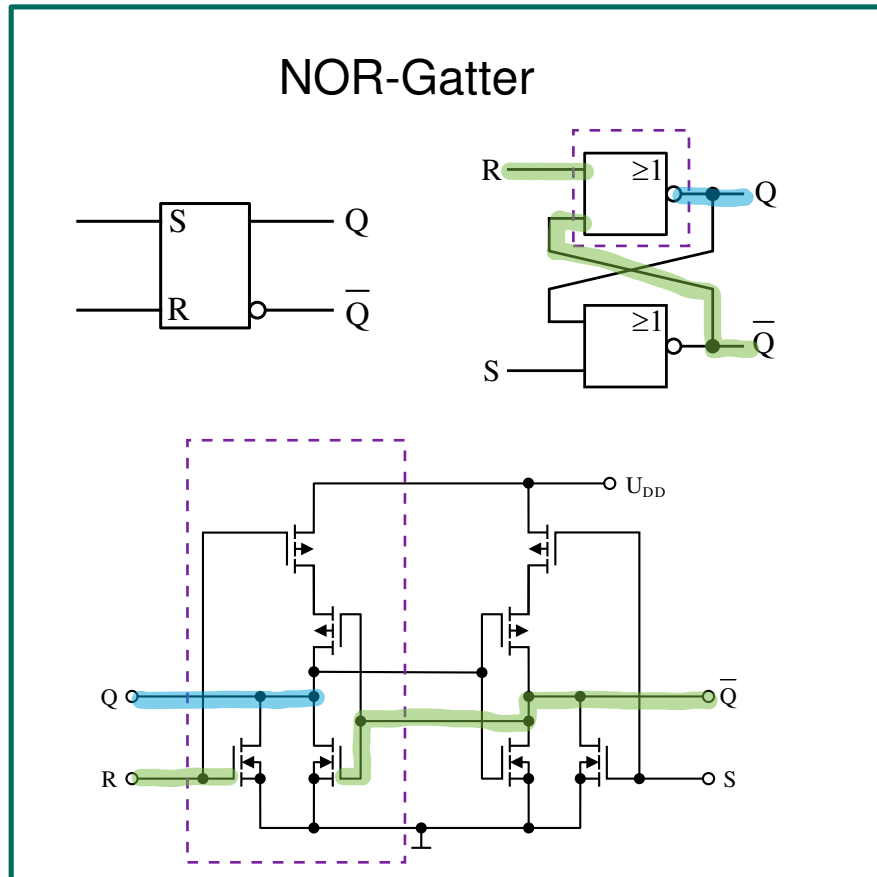 NOR-Gatter
R ≥1 Q
S Q
R Q̅
≥1 Q̅
S
U_DD
Q Q̅
R S